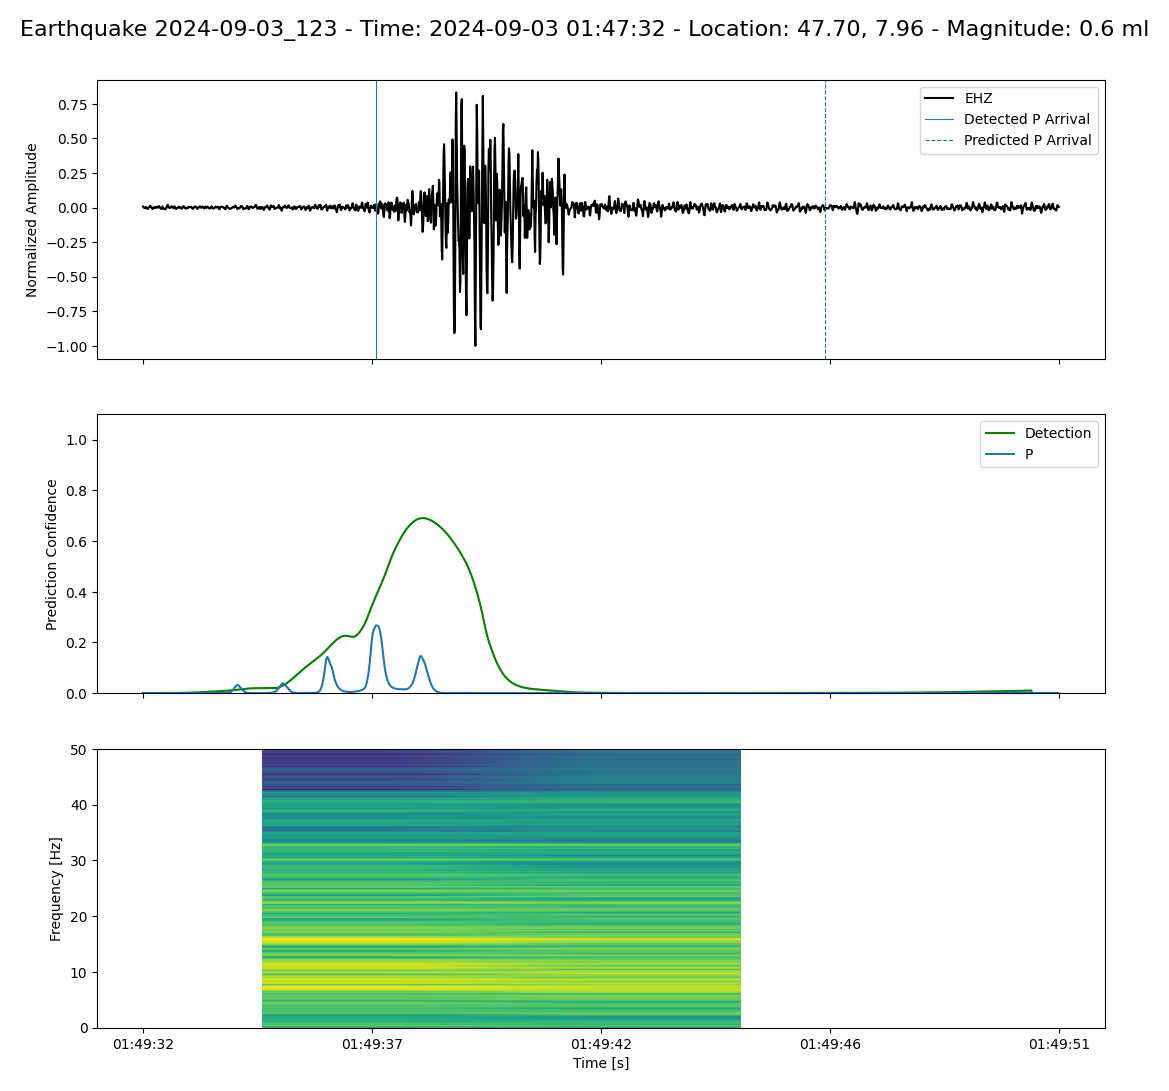 Earthquake 2024-09-03_123 - Time: 2024-09-03 01:47:32 - Location: 47.70, 7.96 - Magnitude: 0.6 ml
EHZ
Detected P Arrival
Predicted P Arrival
0.75
0.50
0.25
0.00
−0.25
−0.50
−0.75
−1.00
Normalized Amplitude
Detection
P
1.0
0.8
0.6
0.4
0.2
0.0
Prediction Confidence
50
40
30
20
10
0
Frequency [Hz]
01:49:32 01:49:37 01:49:42 01:49:46 01:49:51
Time [s]